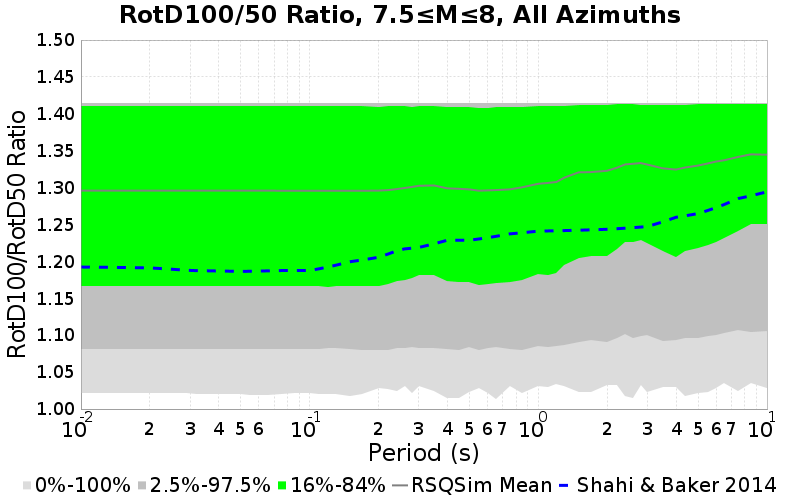 RotD100/50 Ratio, 7.5≤M≤8, All Azimuths
RotD100/RotD50 Ratio
1.50
1.45
1.40
1.35
1.30
1.25
1.20
1.15
1.10
1.05
1.00
10^-2 2 3 4 5 6 10^-1 2 3 4 5 6 7 10^0 2 3 4 5 6 7 10^1
Period (s)
0%-100% 2.5%-97.5% 16%-84% RSQSim Mean Shahi & Baker 2014